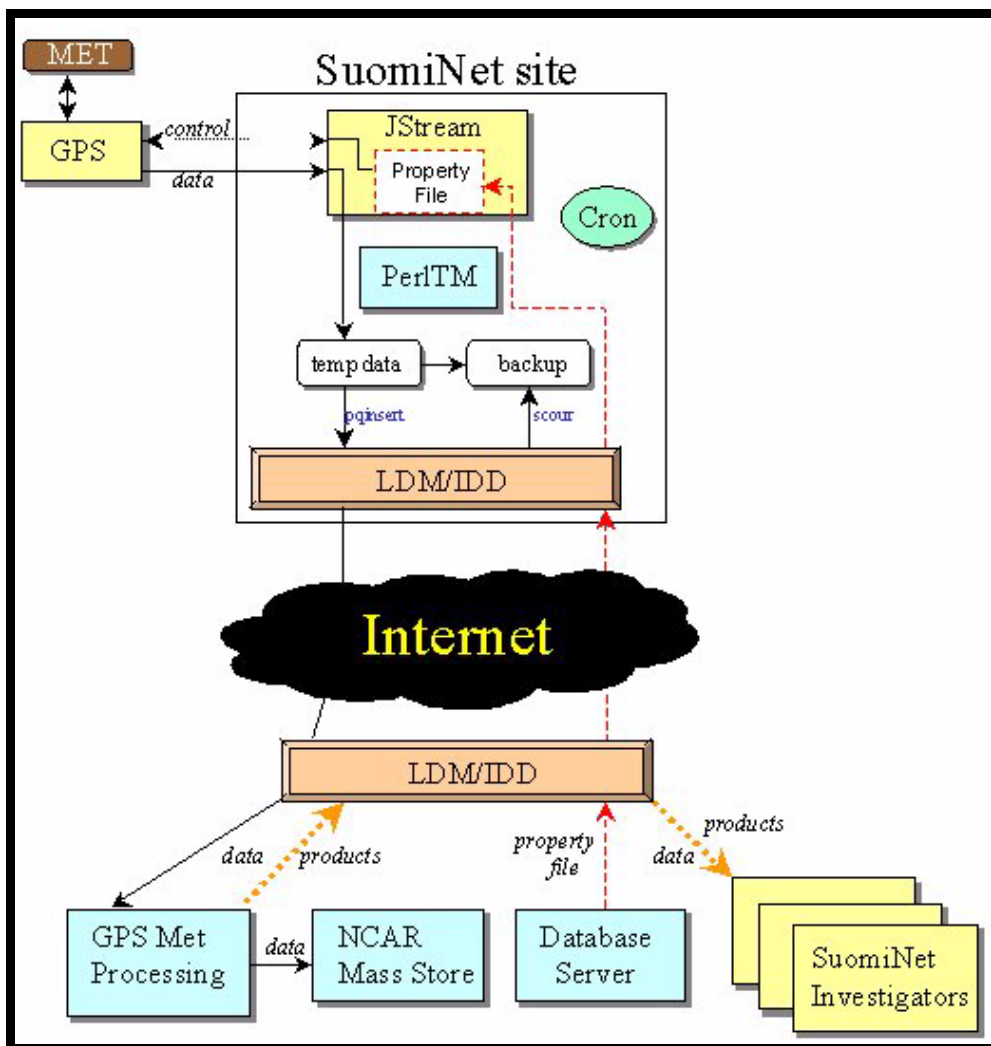 MET
SuomiNet site
GPS
control
data
JStream
Property
File
Cron
PerlTM
temp data
backup
pqinsert
scour
LDM/IDD
Internet
LDM/IDD
data
products
property
file
products
data
GPS Met
Processing
data
NCAR
Mass Store
Database
Server
SuomiNet
Investigators